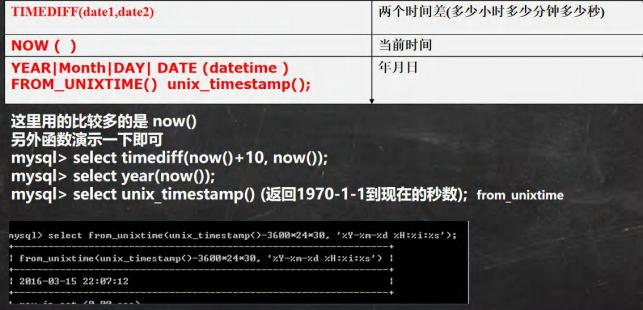 TIMEDIFF(date1,date2) 两个时间差(多少小时多少分钟多少秒)
NOW ( ) 当前时间
YEAR|Month|DAY| DATE (datetime ) 年月日
FROM_UNIXTIME() unix_timestamp();
这里用的比较多的是 now()
另外函数演示一下即可
mysql> select timediff(now()+10, now());
mysql> select year(now());
mysql> select unix_timestamp() (返回1970-1-1到现在的秒数); from_unixtime
mysql> select from_unixtime(unix_timestamp()-3600*24*30, '%Y-%m-%d %H:%i:%s');
| from_unixtime(unix_timestamp()-3600*24*30, '%Y-%m-%d %H:%i:%s') |
| 2016-03-15 22:07:12 |